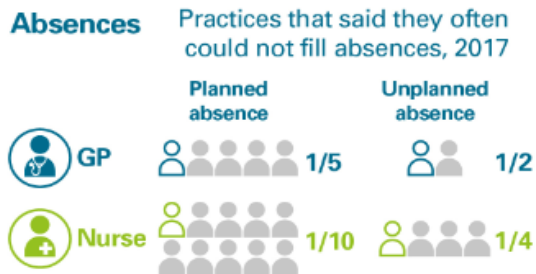 Absences
Practices that said they often
could not fill absences, 2017
Planned
absence
Unplanned
absence
GP
1/5
1/2
Nurse
1/10
1/4